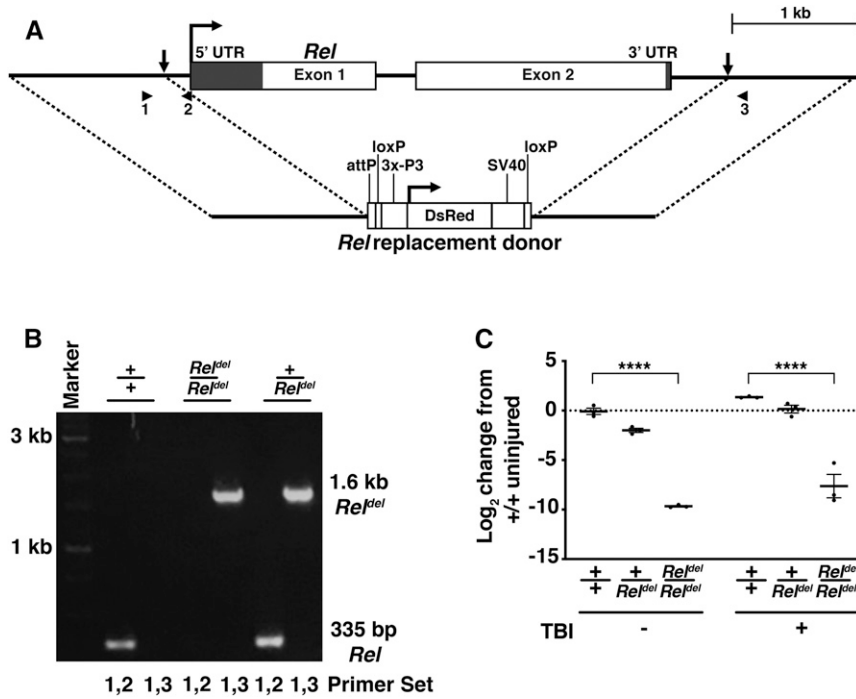 A
1 kb
5' UTR
Rel
3' UTR
Exon 1
Exon 2
1
2
3
loxP
loxP
attP
3x-P3
SV40
DsRed
Rel replacement donor
B
Marker
+
+
Rel^del
Rel^del
+
Rel^del
3 kb
1 kb
1.6 kb
Rel^del
335 bp
Rel
1,2 1,3 1,2 1,3 1,2 1,3 Primer Set
C
**** ****
Log2 change from
+/+ uninjured
5
0
-5
-10
-15
+ + Rel^del + + Rel^de
+ Rel^del Rel^del + Rel^del Rel^del
TBI - +